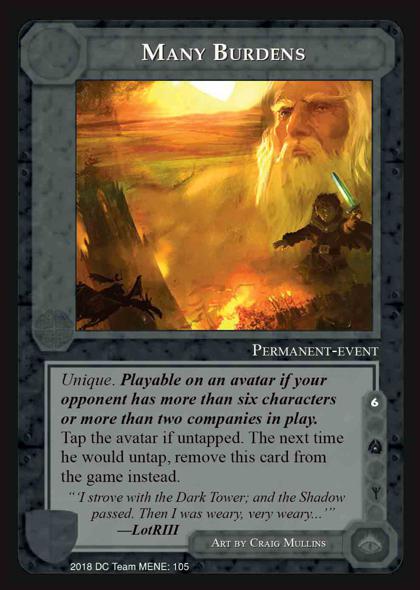 Many Burdens
Permanent-event
Unique. Playable on an avatar if your
opponent has more than six characters
or more than two companies in play.
Tap the avatar if untapped. The next time
he would untap, remove this card from
the game instead.
6
“‘I strove with the Dark Tower; and the Shadow
passed. Then I was weary, very weary...’”
—LotRIII
Art by Craig Mullins
2018 DC Team MENE: 105